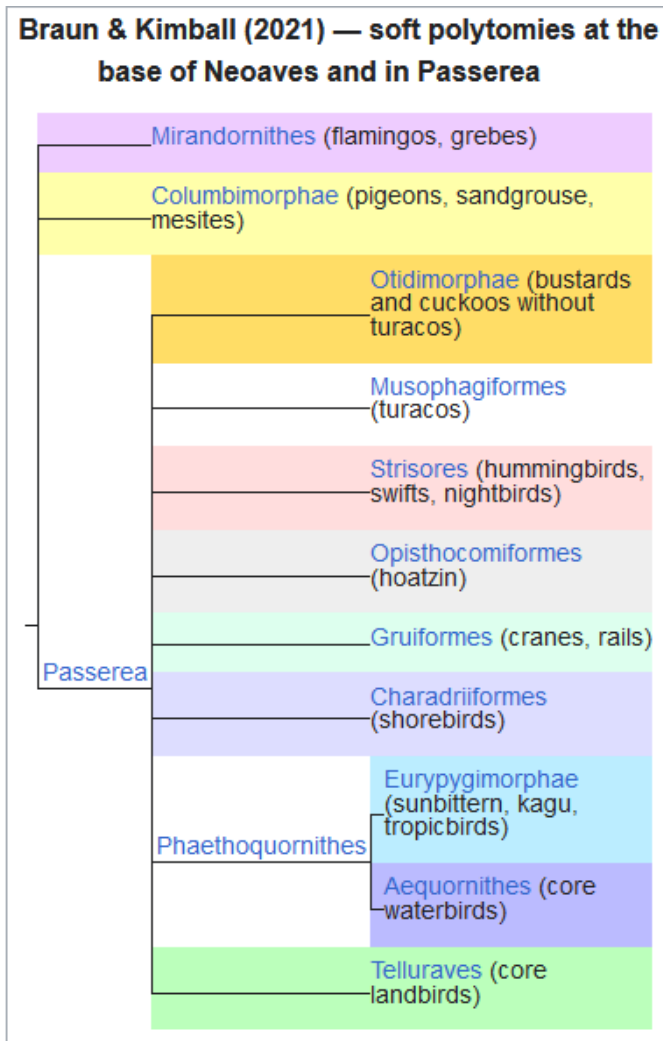 Braun & Kimball (2021) — soft polytomies at the
base of Neoaves and in Passerea
Mirandornithes (flamingos, grebes)
Columbimorphae (pigeons, sandgrouse,
mesites)
Otidimorphae (bustards
and cuckoos without
turacos)
Musophagiformes
(turacos)
Strisores (hummingbirds,
swifts, nightbirds)
Opisthocomiformes
(hoatzin)
Gruiformes (cranes, rails)
Passerea
Charadriiformes
(shorebirds)
Eurypygimorphae
(sunbittern, kagu,
tropicbirds)
Phaethoquornithes
Aequornithes (core
waterbirds)
Telluraves (core
landbirds)